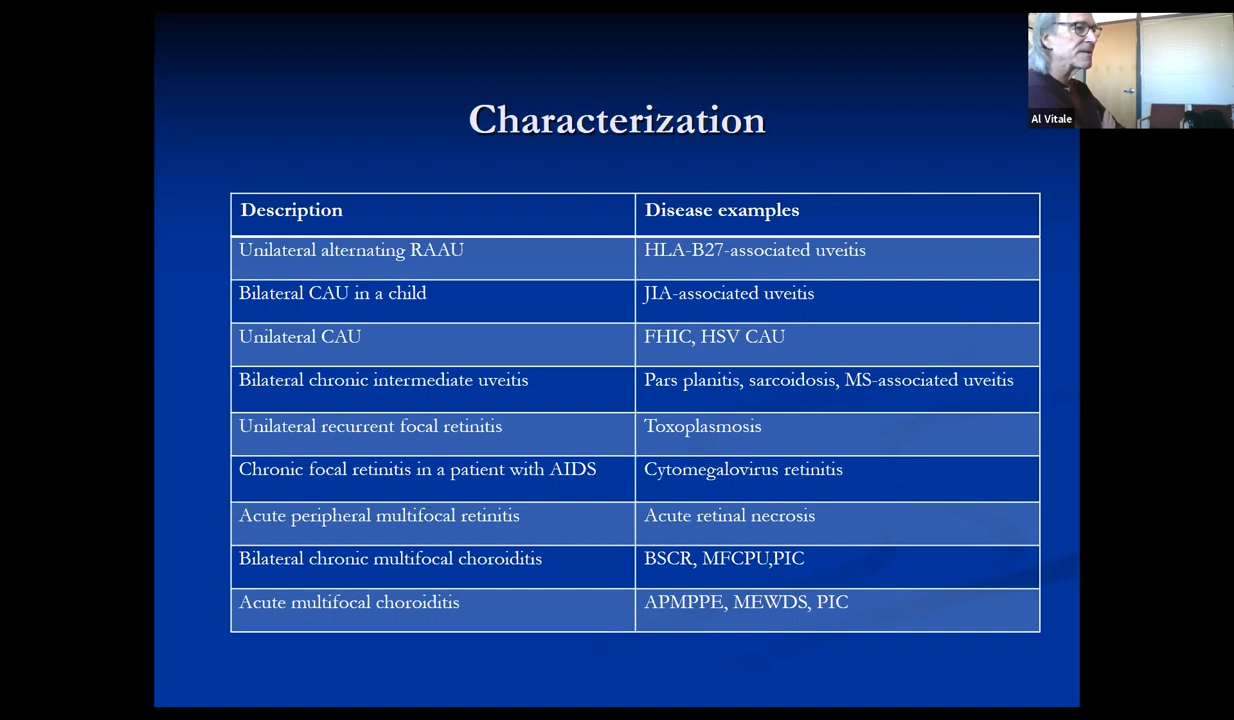 Al Vitale
Characterization
Description Disease examples
Unilateral alternating RAAU HLA-B27-associated uveitis
Bilateral CAU in a child JIA-associated uveitis
Unilateral CAU FHIC, HSV CAU
Bilateral chronic intermediate uveitis Pars planitis, sarcoidosis, MS-associated uveitis
Unilateral recurrent focal retinitis Toxoplasmosis
Chronic focal retinitis in a patient with AIDS Cytomegalovirus retinitis
Acute peripheral multifocal retinitis Acute retinal necrosis
Bilateral chronic multifocal choroiditis BSCR, MFCPU,PIC
Acute multifocal choroiditis APMPPE, MEWDS, PIC